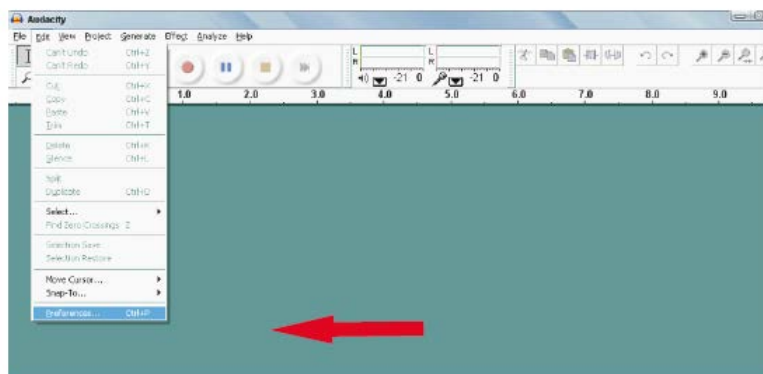 Audacity
File Edit View Project Generate Effect Analyze Help
Can't Undo Ctrl+Z
Can't Redo Ctrl+Y
Cut Ctrl+X
Copy Ctrl+C
Paste Ctrl+V
Trim Ctrl+T
Delete Ctrl+K
Silence Ctrl+L
Split
Duplicate Ctrl+D
Select...
Find Zero Crossings Z
Selection Save
Selection Restore
Move Cursor...
Snap-To...
Preferences... Ctrl+P
L L
R R
-21 0 -21 0
1.0 2.0 3.0 4.0 5.0 6.0 7.0 8.0 9.0